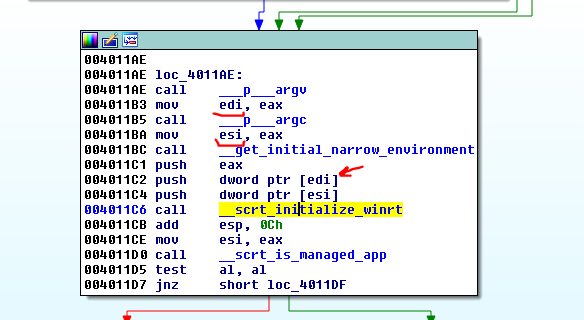 004011AE
004011AE loc_4011AE:
004011AE call ___p___argv
004011B3 mov edi, eax
004011B5 call ___p___argc
004011BA mov esi, eax
004011BC call __get_initial_narrow_environment
004011C1 push eax
004011C2 push dword ptr [edi]
004011C4 push dword ptr [esi]
004011C6 call __scrt_initialize_winrt
004011CB add esp, 0Ch
004011CE mov esi, eax
004011D0 call __scrt_is_managed_app
004011D5 test al, al
004011D7 jnz short loc_4011DF